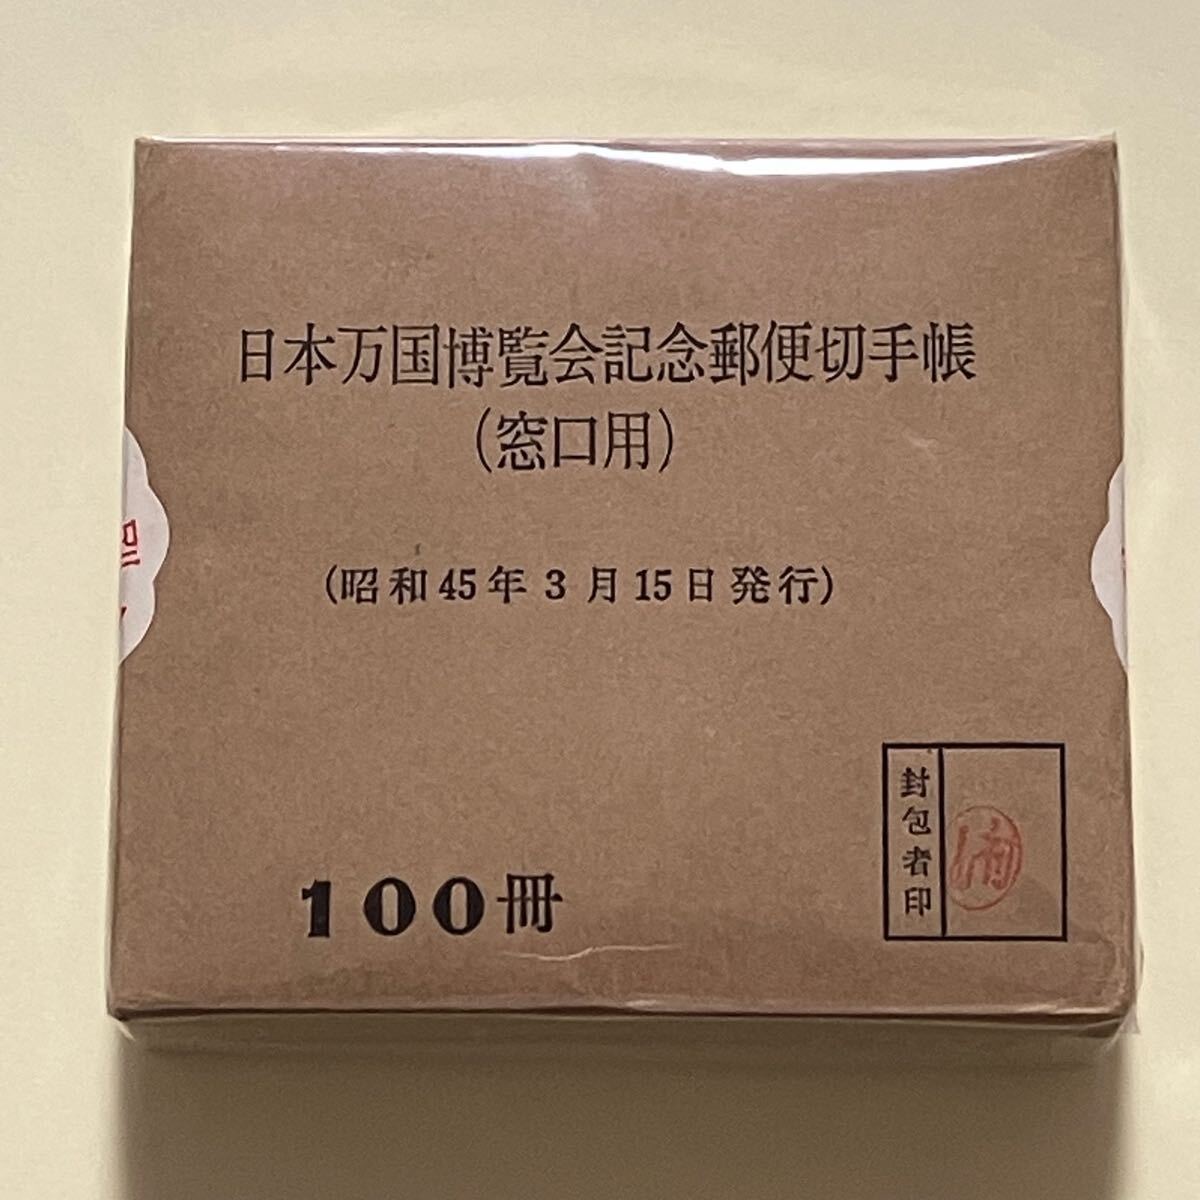 日本万国博覧会記念郵便切手帳
(窓口用)
(昭和45年3月15日発行)
100冊
封包者印